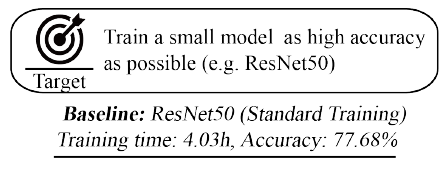 Train a small model as high accuracy
as possible (e.g. ResNet50)
Target
Baseline: ResNet50 (Standard Training)
Training time: 4.03h, Accuracy: 77.68%